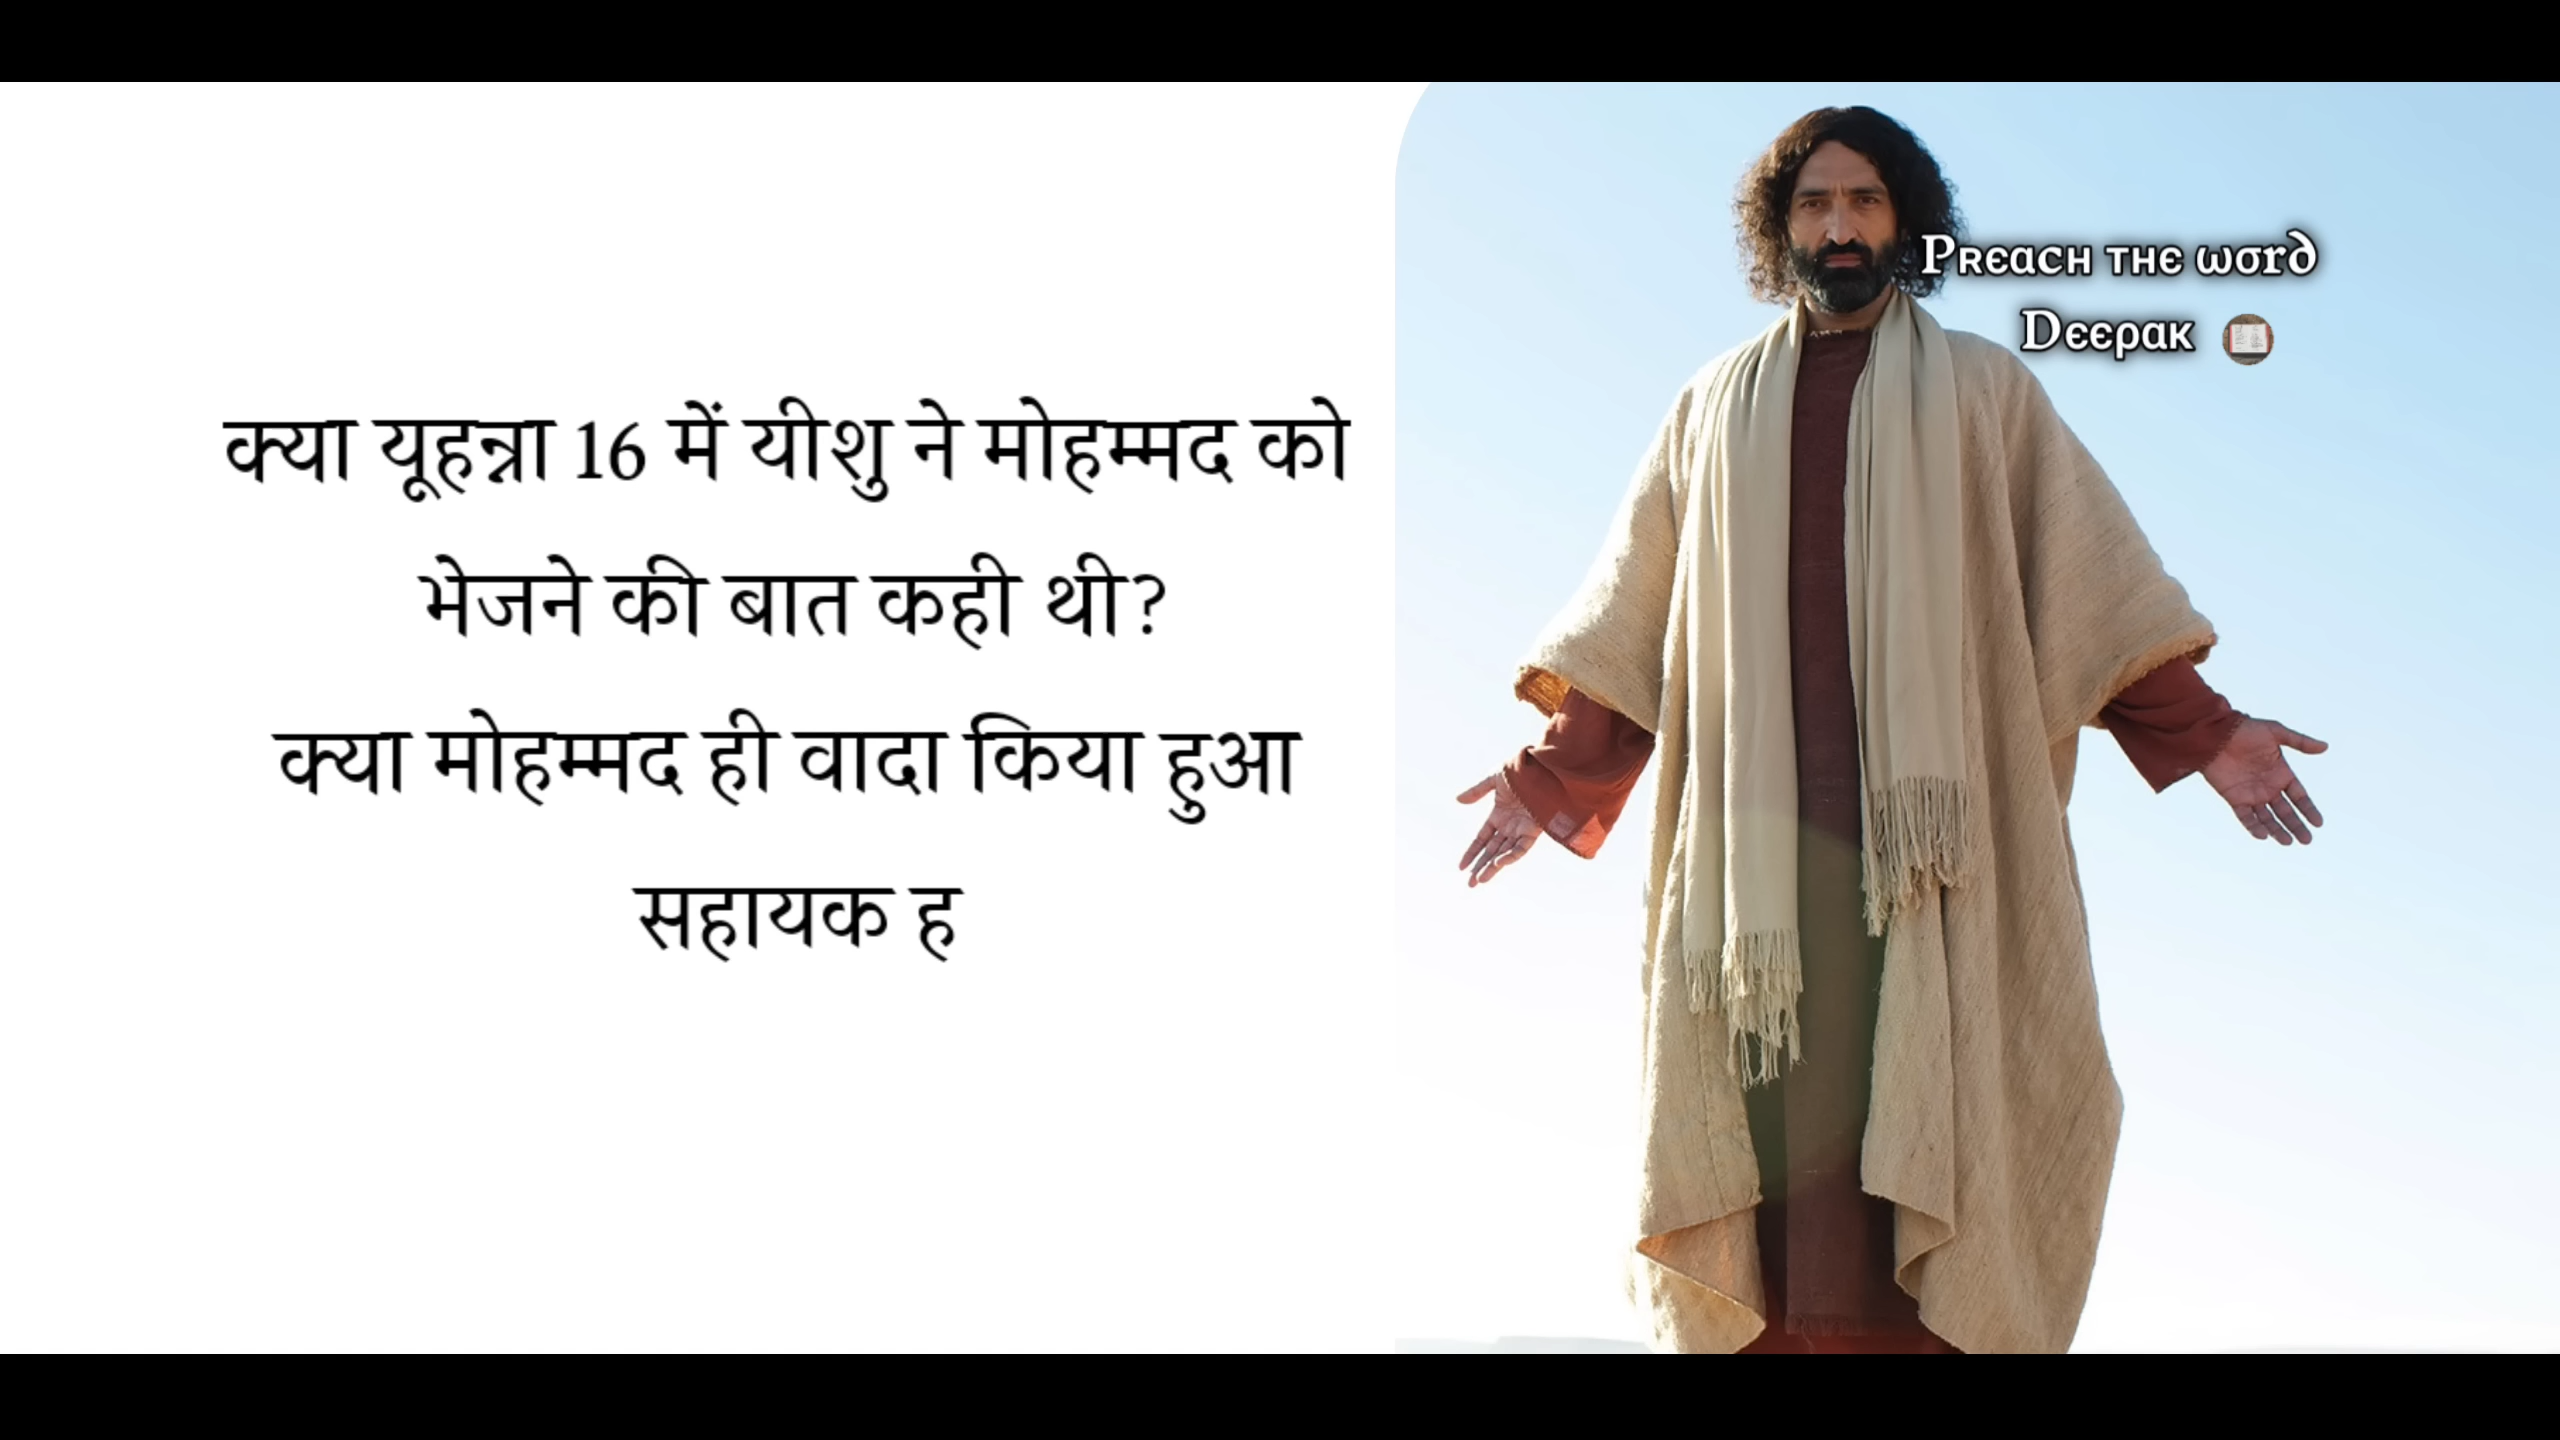 क्या यूहन्ना 16 में यीशु ने मोहम्मद को
भेजने की बात कही थी?
क्या मोहम्मद ही वादा किया हुआ
सहायक ह
Preach the word
Deepak